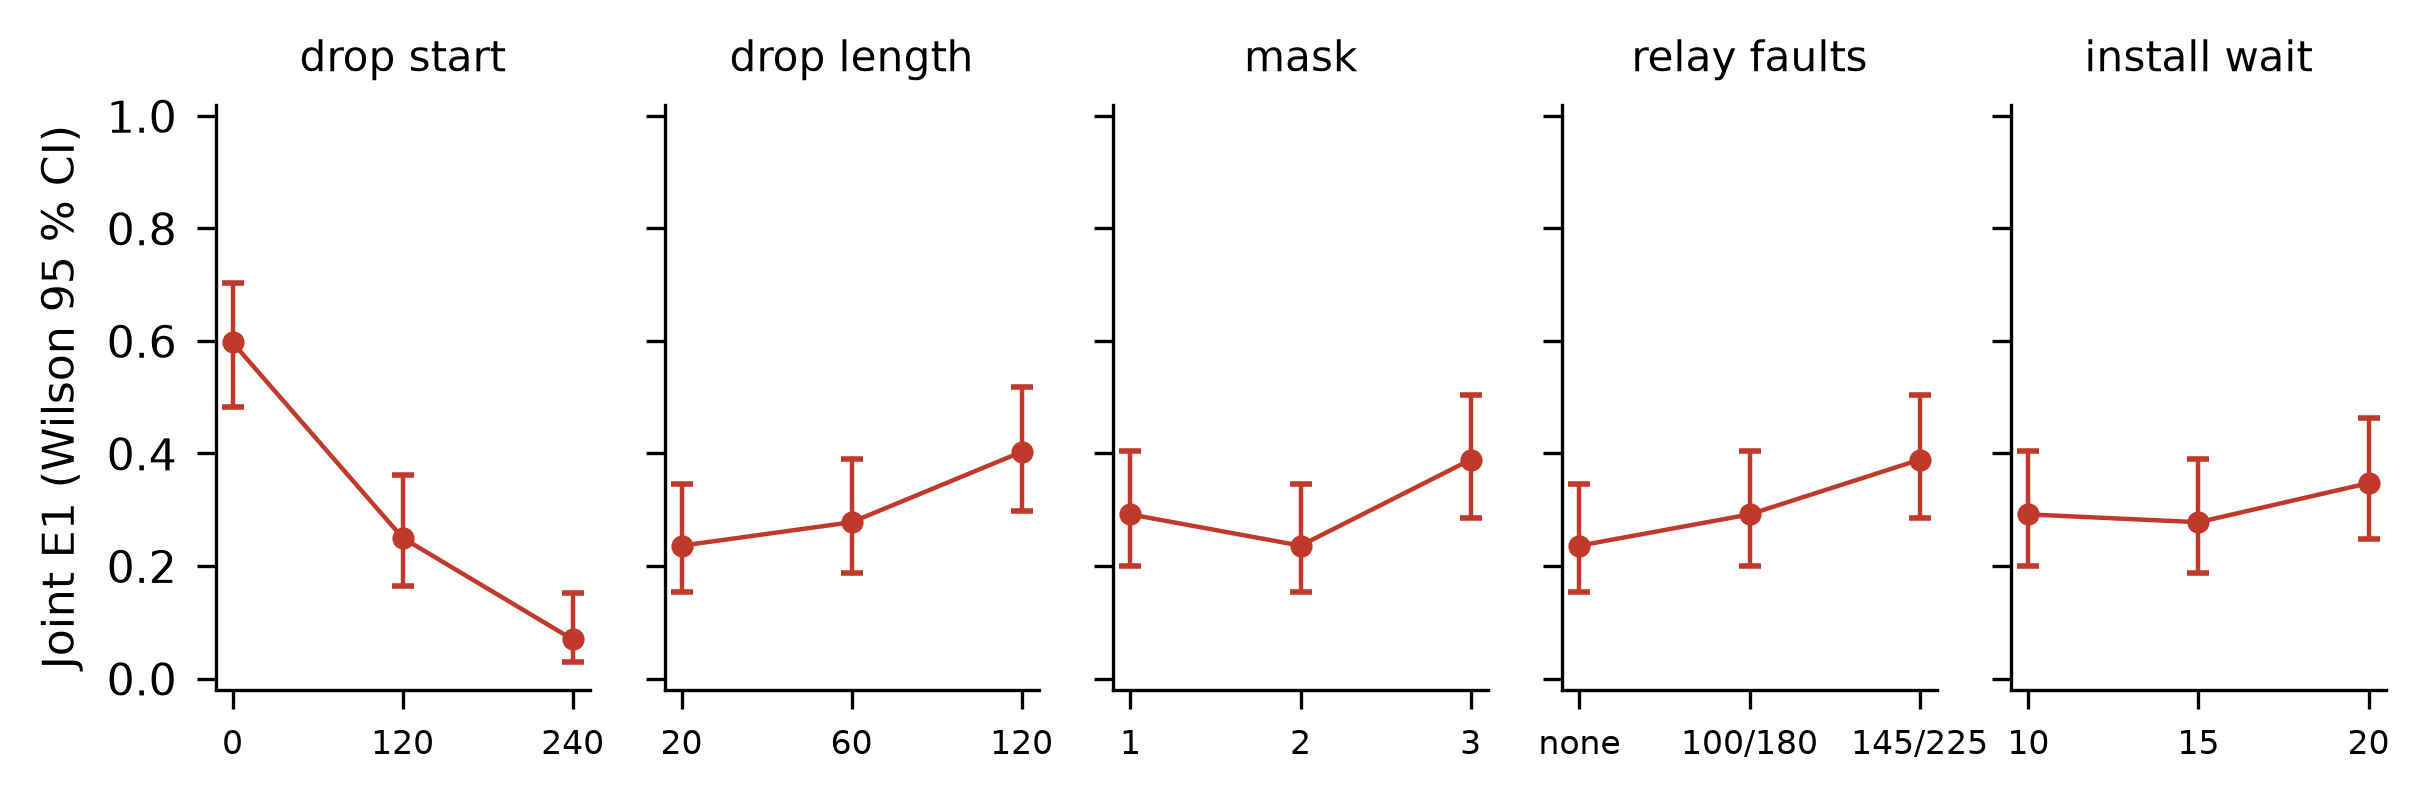 drop start
drop length
mask
relay faults
install wait
Joint E1 (Wilson 95 % CI)
1.0
0.8
0.6
0.4
0.2
0.0
0 120 240
20 60 120
1 2 3
none 100/180 145/225
10 15 20